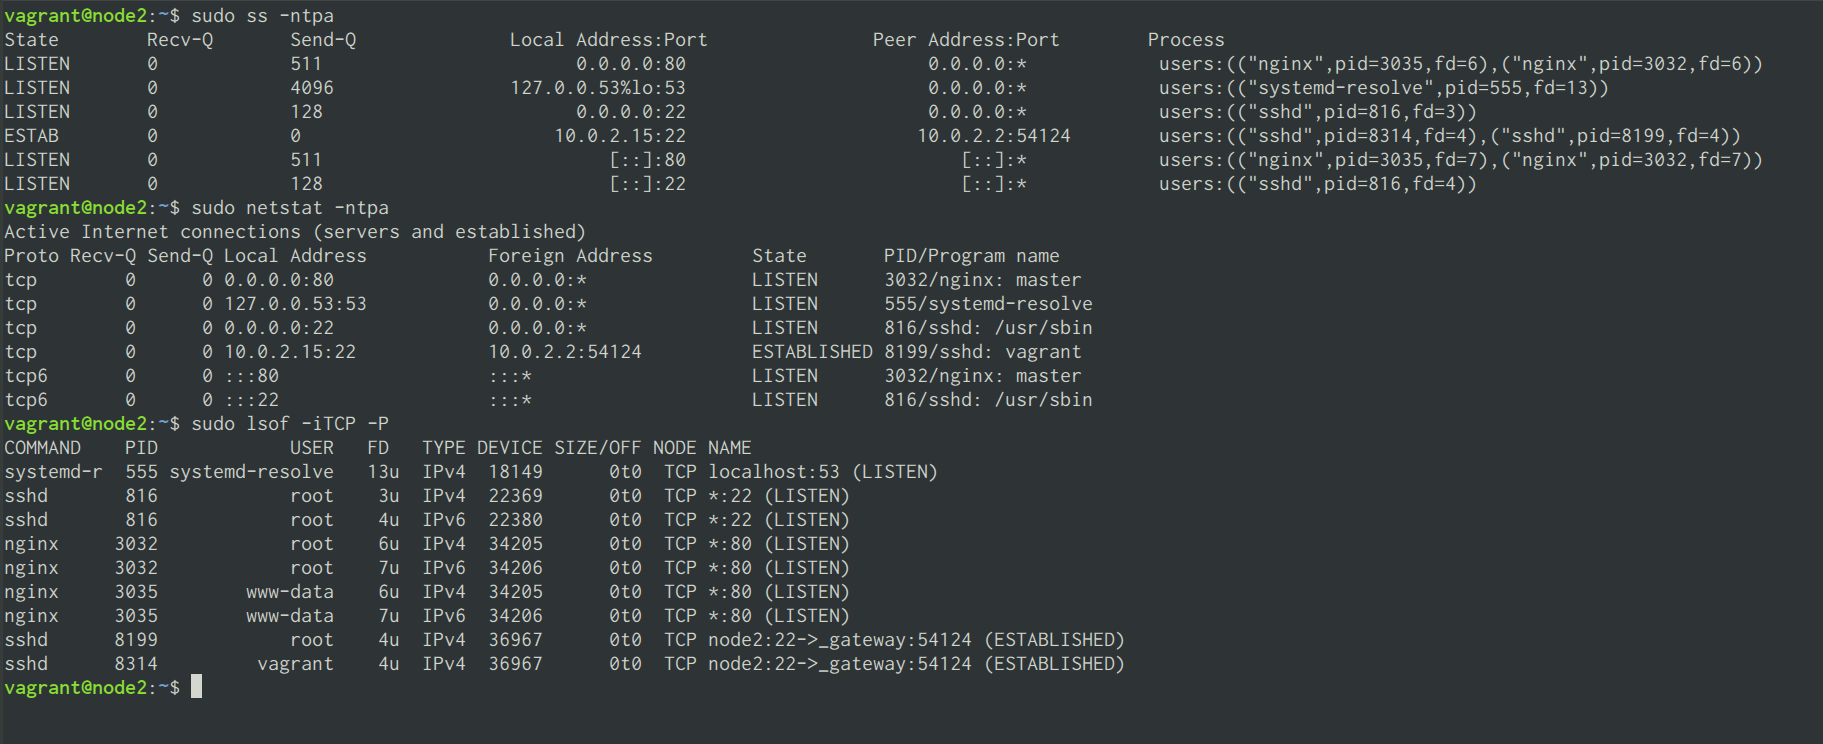 vagrant@node2:~$ sudo ss -ntpa
State Recv-Q Send-Q Local Address:Port Peer Address:Port Process
LISTEN 0 511 0.0.0.0:80 0.0.0.0:* users:(("nginx",pid=3035,fd=6),("nginx",pid=3032,fd=6))
LISTEN 0 4096 127.0.0.53%lo:53 0.0.0.0:* users:(("systemd-resolve",pid=555,fd=13))
LISTEN 0 128 0.0.0.0:22 0.0.0.0:* users:(("sshd",pid=816,fd=3))
ESTAB 0 0 10.0.2.15:22 10.0.2.2:54124 users:(("sshd",pid=8314,fd=4),("sshd",pid=8199,fd=4))
LISTEN 0 511 [::]:80 [::]:* users:(("nginx",pid=3035,fd=7),("nginx",pid=3032,fd=7))
LISTEN 0 128 [::]:22 [::]:* users:(("sshd",pid=816,fd=4))
vagrant@node2:~$ sudo netstat -ntpa
Active Internet connections (servers and established)
Proto Recv-Q Send-Q Local Address Foreign Address State PID/Program name
tcp 0 0 0.0.0.0:80 0.0.0.0:* LISTEN 3032/nginx: master
tcp 0 0 127.0.0.53:53 0.0.0.0:* LISTEN 555/systemd-resolve
tcp 0 0 0.0.0.0:22 0.0.0.0:* LISTEN 816/sshd: /usr/sbin
tcp 0 0 10.0.2.15:22 10.0.2.2:54124 ESTABLISHED 8199/sshd: vagrant
tcp6 0 0 :::80 :::* LISTEN 3032/nginx: master
tcp6 0 0 :::22 :::* LISTEN 816/sshd: /usr/sbin
vagrant@node2:~$ sudo lsof -iTCP -P
COMMAND PID USER FD TYPE DEVICE SIZE/OFF NODE NAME
systemd-r 555 systemd-resolve 13u IPv4 18149 0t0 TCP localhost:53 (LISTEN)
sshd 816 root 3u IPv4 22369 0t0 TCP *:22 (LISTEN)
sshd 816 root 4u IPv6 22380 0t0 TCP *:22 (LISTEN)
nginx 3032 root 6u IPv4 34205 0t0 TCP *:80 (LISTEN)
nginx 3032 root 7u IPv6 34206 0t0 TCP *:80 (LISTEN)
nginx 3035 www-data 6u IPv4 34205 0t0 TCP *:80 (LISTEN)
nginx 3035 www-data 7u IPv6 34206 0t0 TCP *:80 (LISTEN)
sshd 8199 root 4u IPv4 36967 0t0 TCP node2:22->_gateway:54124 (ESTABLISHED)
sshd 8314 vagrant 4u IPv4 36967 0t0 TCP node2:22->_gateway:54124 (ESTABLISHED)
vagrant@node2:~$